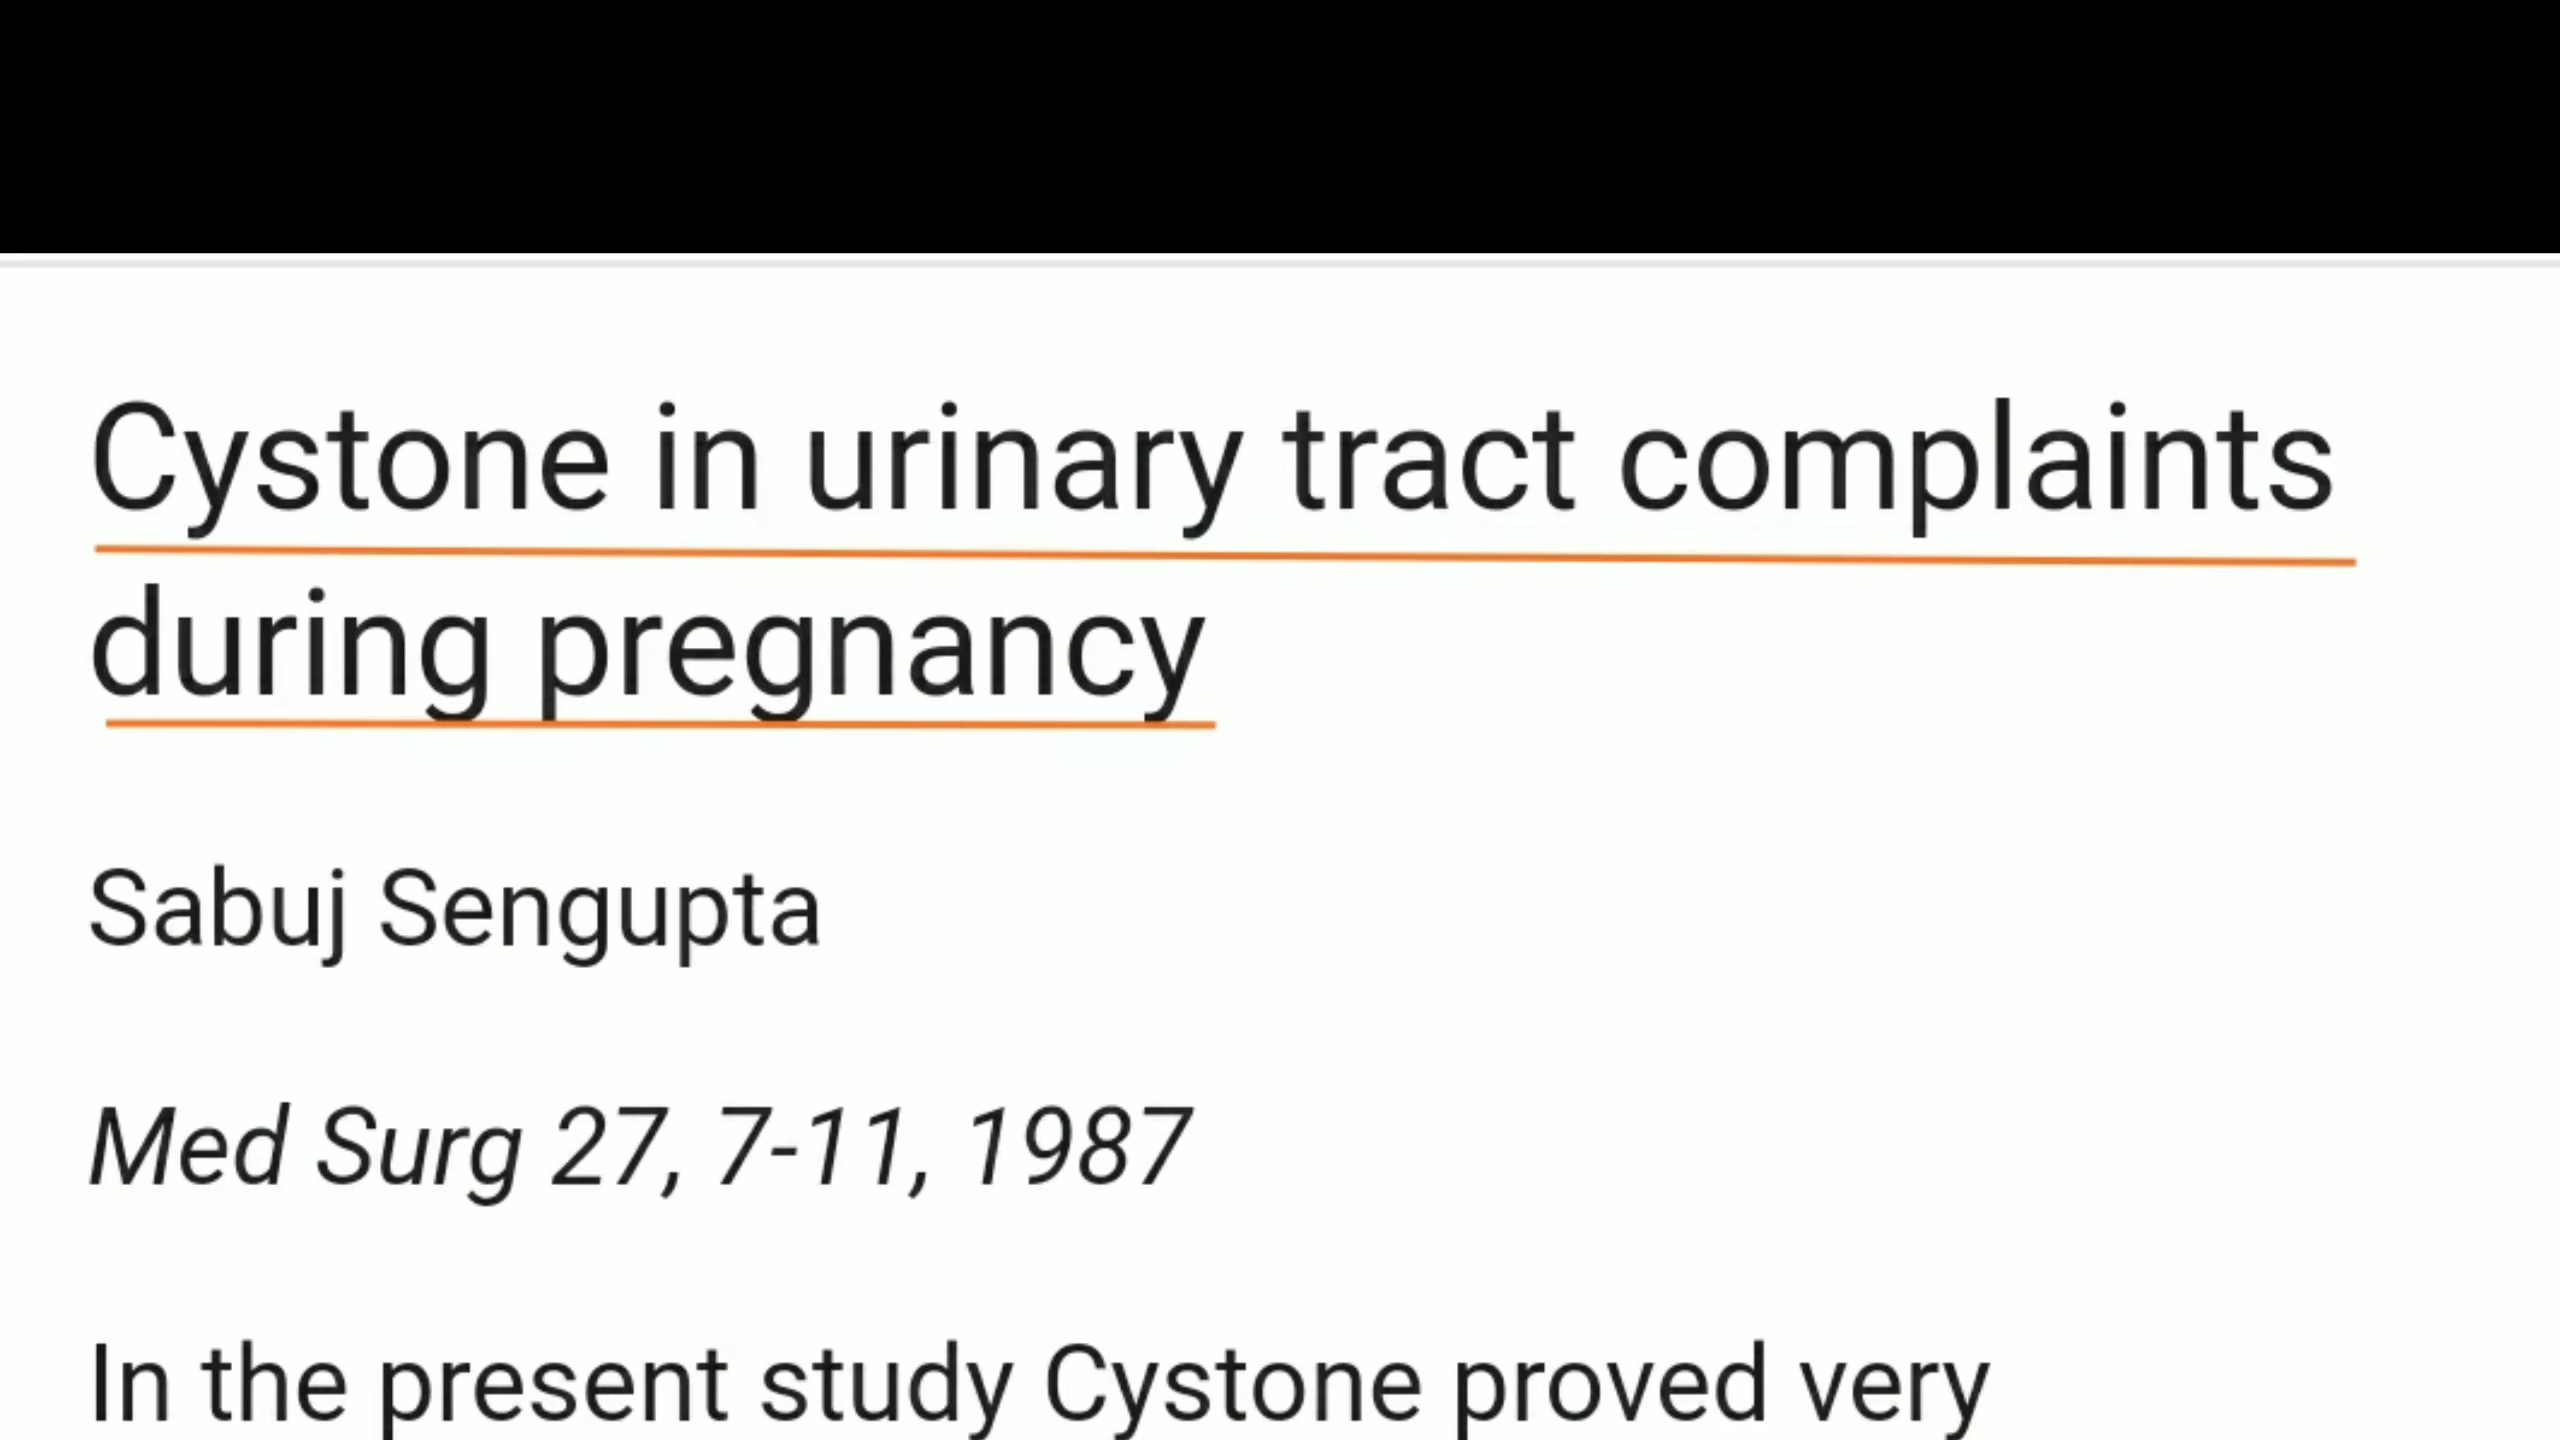 Cystone in urinary tract complaints
during pregnancy
Sabuj Sengupta
Med Surg 27, 7-11, 1987
In the present study Cystone proved very